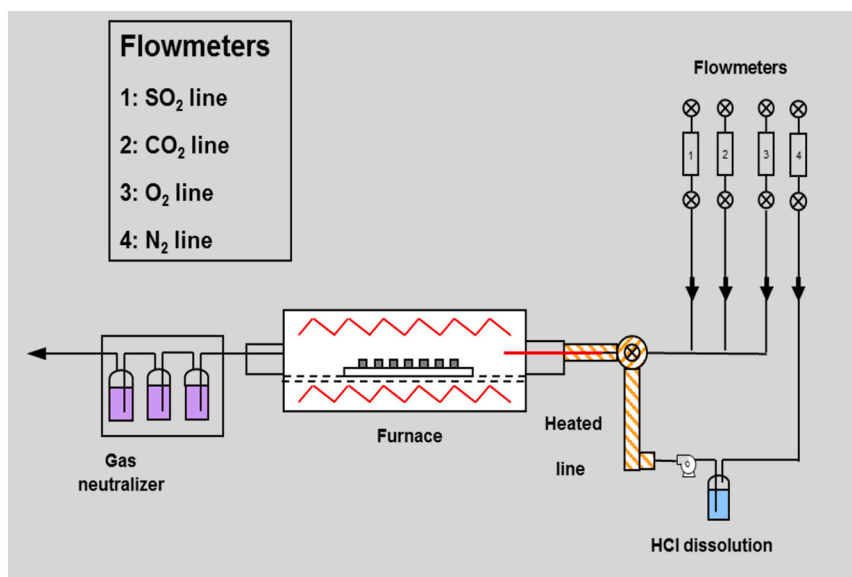 Flowmeters
1: SO₂ line
2: CO₂ line
3: O₂ line
4: N₂ line
Flowmeters
1 2 3 4
Furnace
Heated
line
Gas
neutralizer
HCl dissolution